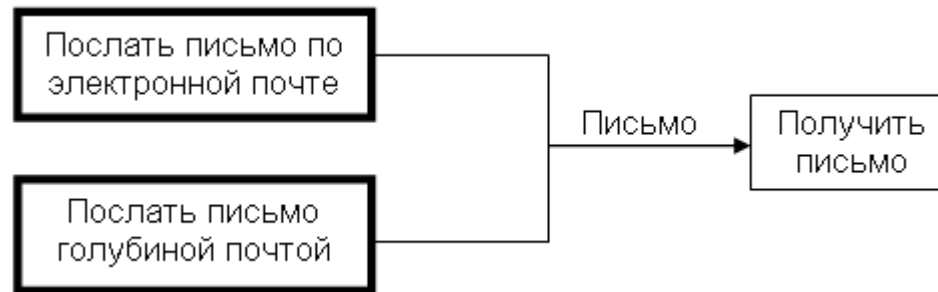 Послать письмо по
электронной почте
Письмо
Получить
письмо
Послать письмо
голубиной почтой